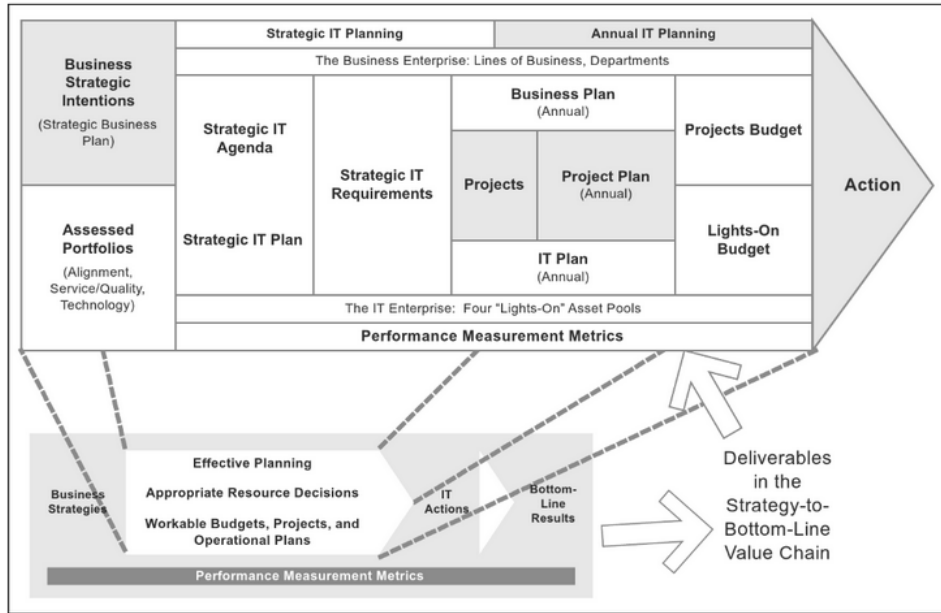 Strategic IT Planning
Annual IT Planning
Business
Strategic
Intentions
(Strategic Business
Plan)
The Business Enterprise: Lines of Business, Departments
Strategic IT
Agenda
Strategic IT Plan
Strategic IT
Requirements
Business Plan
(Annual)
Projects
Project Plan
(Annual)
IT Plan
(Annual)
Projects Budget
Lights-On
Budget
Action
Assessed
Portfolios
(Alignment,
Service/Quality,
Technology)
The IT Enterprise: Four "Lights-On" Asset Pools
Performance Measurement Metrics
Business
Strategies
Effective Planning
Appropriate Resource Decisions
Workable Budgets, Projects, and
Operational Plans
IT
Actions
Bottom-
Line
Results
Performance Measurement Metrics
Deliverables
in the
Strategy-to-
Bottom-Line
Value Chain